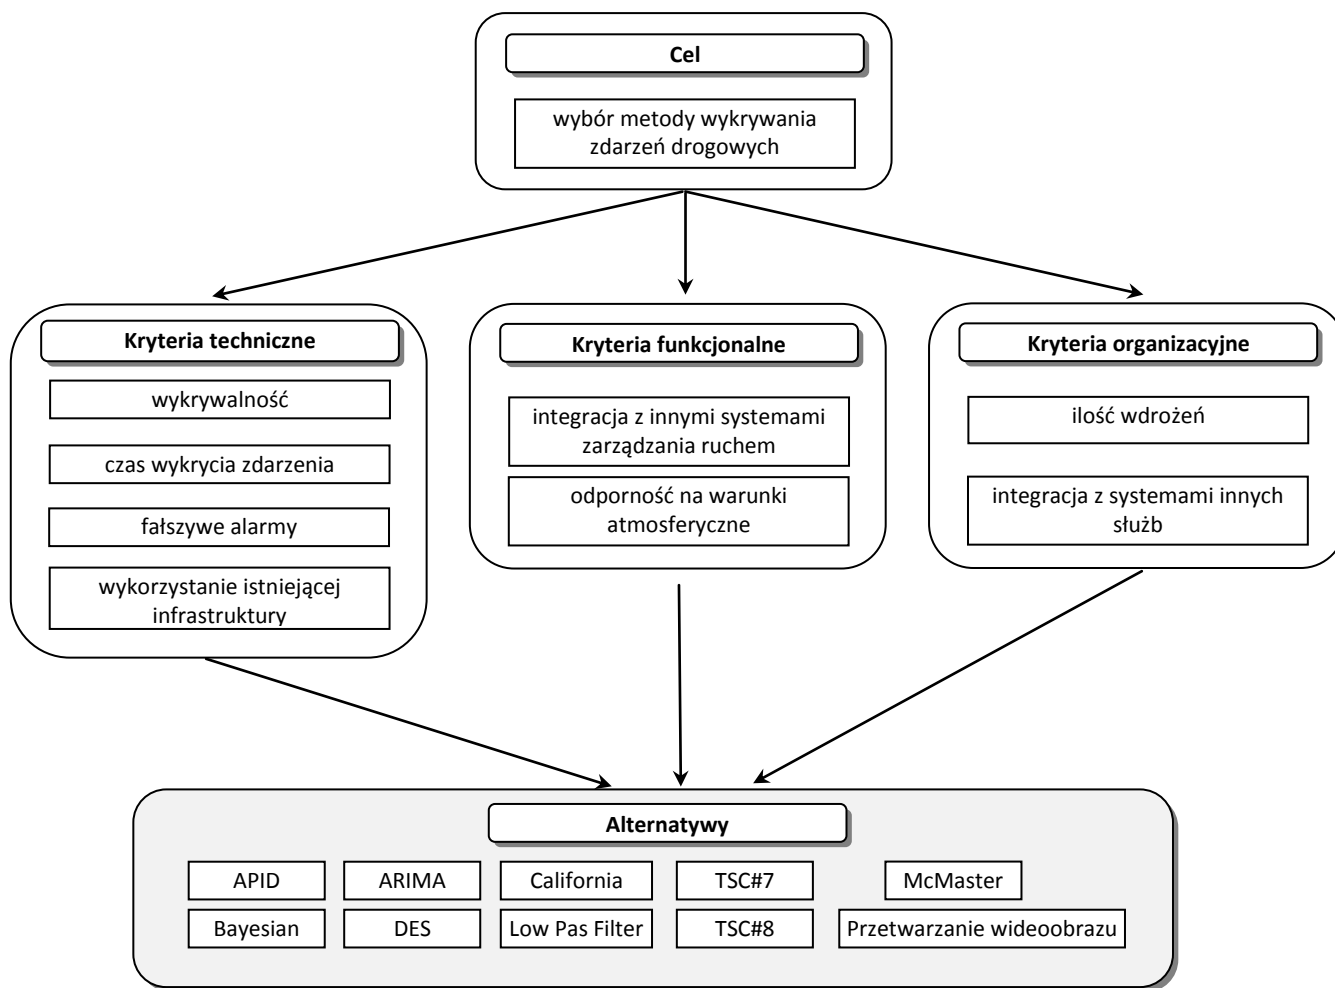 Cel
wybór metody wykrywania
zdarzeń drogowych
Kryteria techniczne
wykrywalność
czas wykrycia zdarzenia
fałszywe alarmy
wykorzystanie istniejącej
infrastruktury
Kryteria funkcjonalne
integracja z innymi systemami
zarządzania ruchem
odporność na warunki
atmosferyczne
Kryteria organizacyjne
ilość wdrożeń
integracja z systemami innych
służb
Alternatywy
APID
ARIMA
California
TSC#7
McMaster
Bayesian
DES
Low Pas Filter
TSC#8
Przetwarzanie wideoobrazu